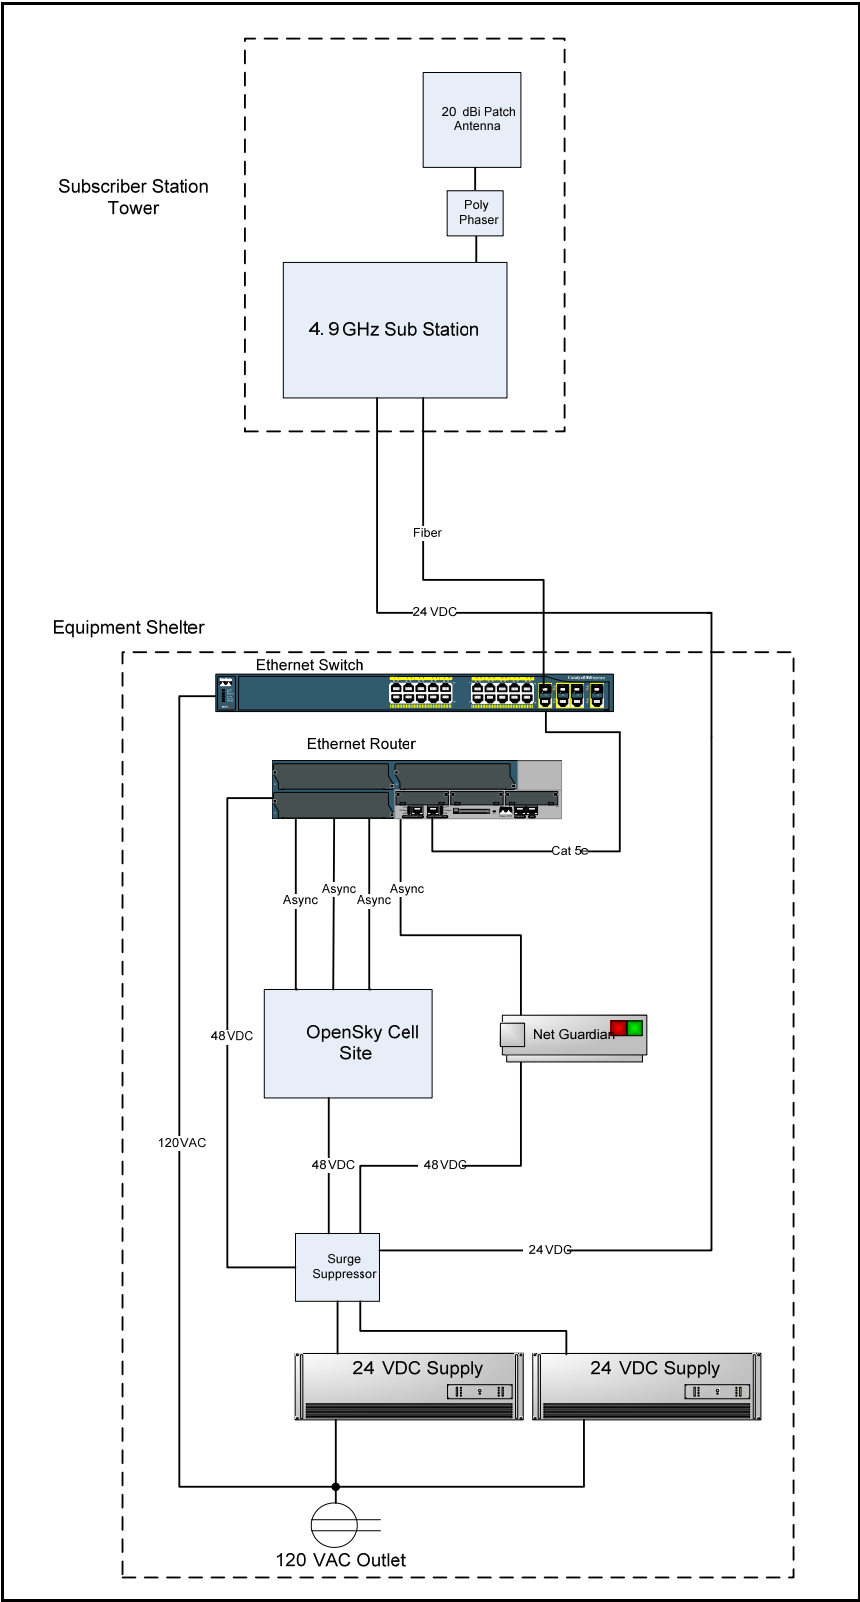 20 dBi Patch
Antenna
Subscriber Station
Tower
Poly
Phaser
4.9GHz Sub Station
Fiber
24 VDC
Equipment Shelter
Ethernet Switch
Ethernet Router
Cat 5e
Async
Async
Async
Async
OpenSky Cell
Site
Net Guardian
48VDC
120VAC
48VDC
48VDC
24VDC
Surge
Suppressor
24 VDC Supply
24 VDC Supply
120 VAC Outlet